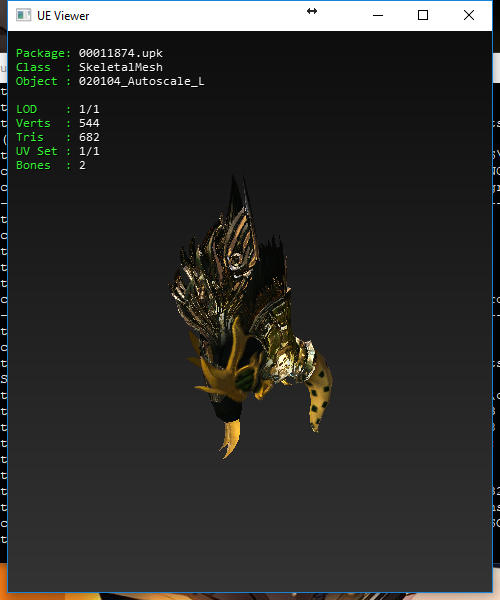 UE Viewer
Package: 00011874.upk
Class : SkeletalMesh
Object : 020104_Autoscale_L
LOD : 1/1
Verts : 544
Tris : 682
UV Set : 1/1
Bones : 2